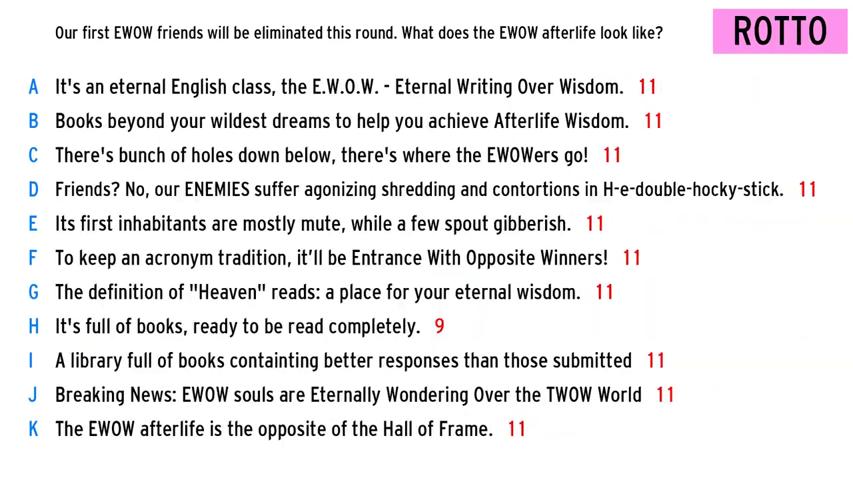 Our first EWOW friends will be eliminated this round. What does the EWOW afterlife look like?
ROTTO
A It's an eternal English class, the E.W.O.W. - Eternal Writing Over Wisdom. 11
B Books beyond your wildest dreams to help you achieve Afterlife Wisdom. 11
C There's bunch of holes down below, there's where the EWOWers go! 11
D Friends? No, our ENEMIES suffer agonizing shredding and contortions in H-e-double-hocky-stick. 11
E Its first inhabitants are mostly mute, while a few spout gibberish. 11
F To keep an acronym tradition, it'll be Entrance With Opposite Winners! 11
G The definition of "Heaven" reads: a place for your eternal wisdom. 11
H It's full of books, ready to be read completely. 9
I A library full of books containting better responses than those submitted 11
J Breaking News: EWOW souls are Eternally Wondering Over the TWOW World 11
K The EWOW afterlife is the opposite of the Hall of Frame. 11